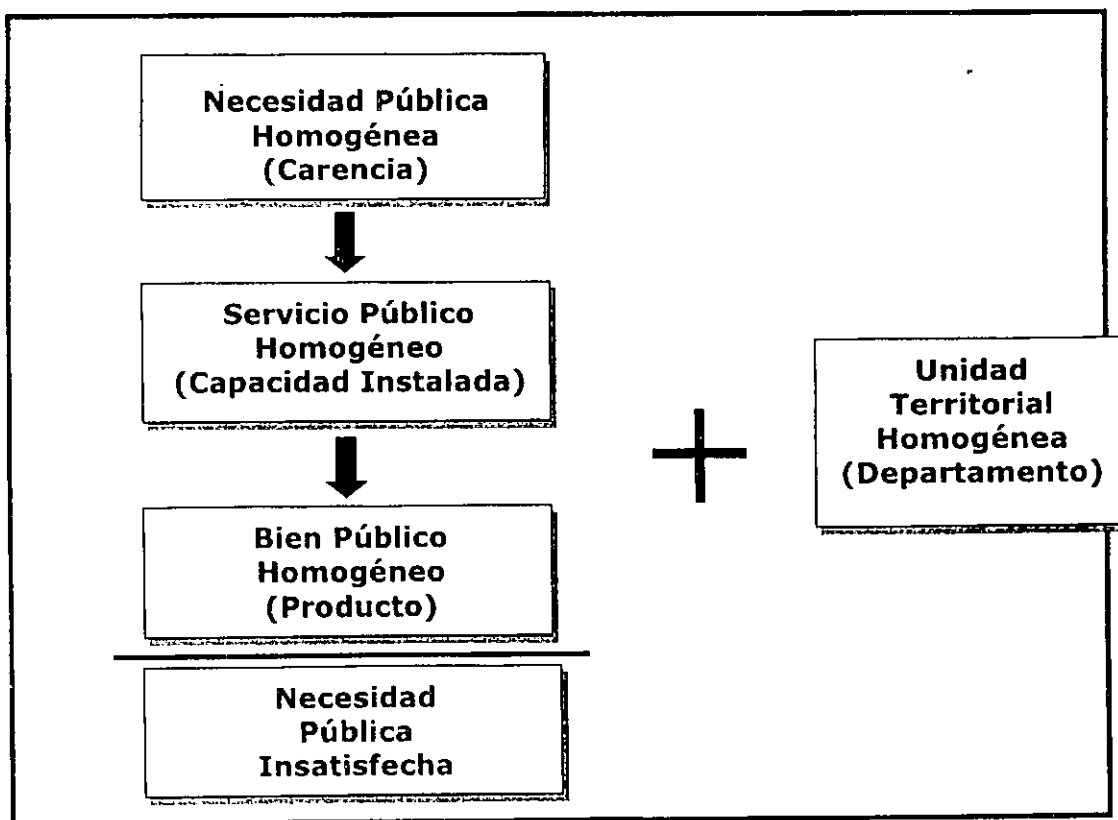 Necesidad Pública
Homogénea
(Carencia)
Servicio Público
Homogéneo
(Capacidad Instalada)
Bien Público
Homogéneo
(Producto)
Necesidad
Pública
Insatisfecha
+
Unidad
Territorial
Homogénea
(Departamento)